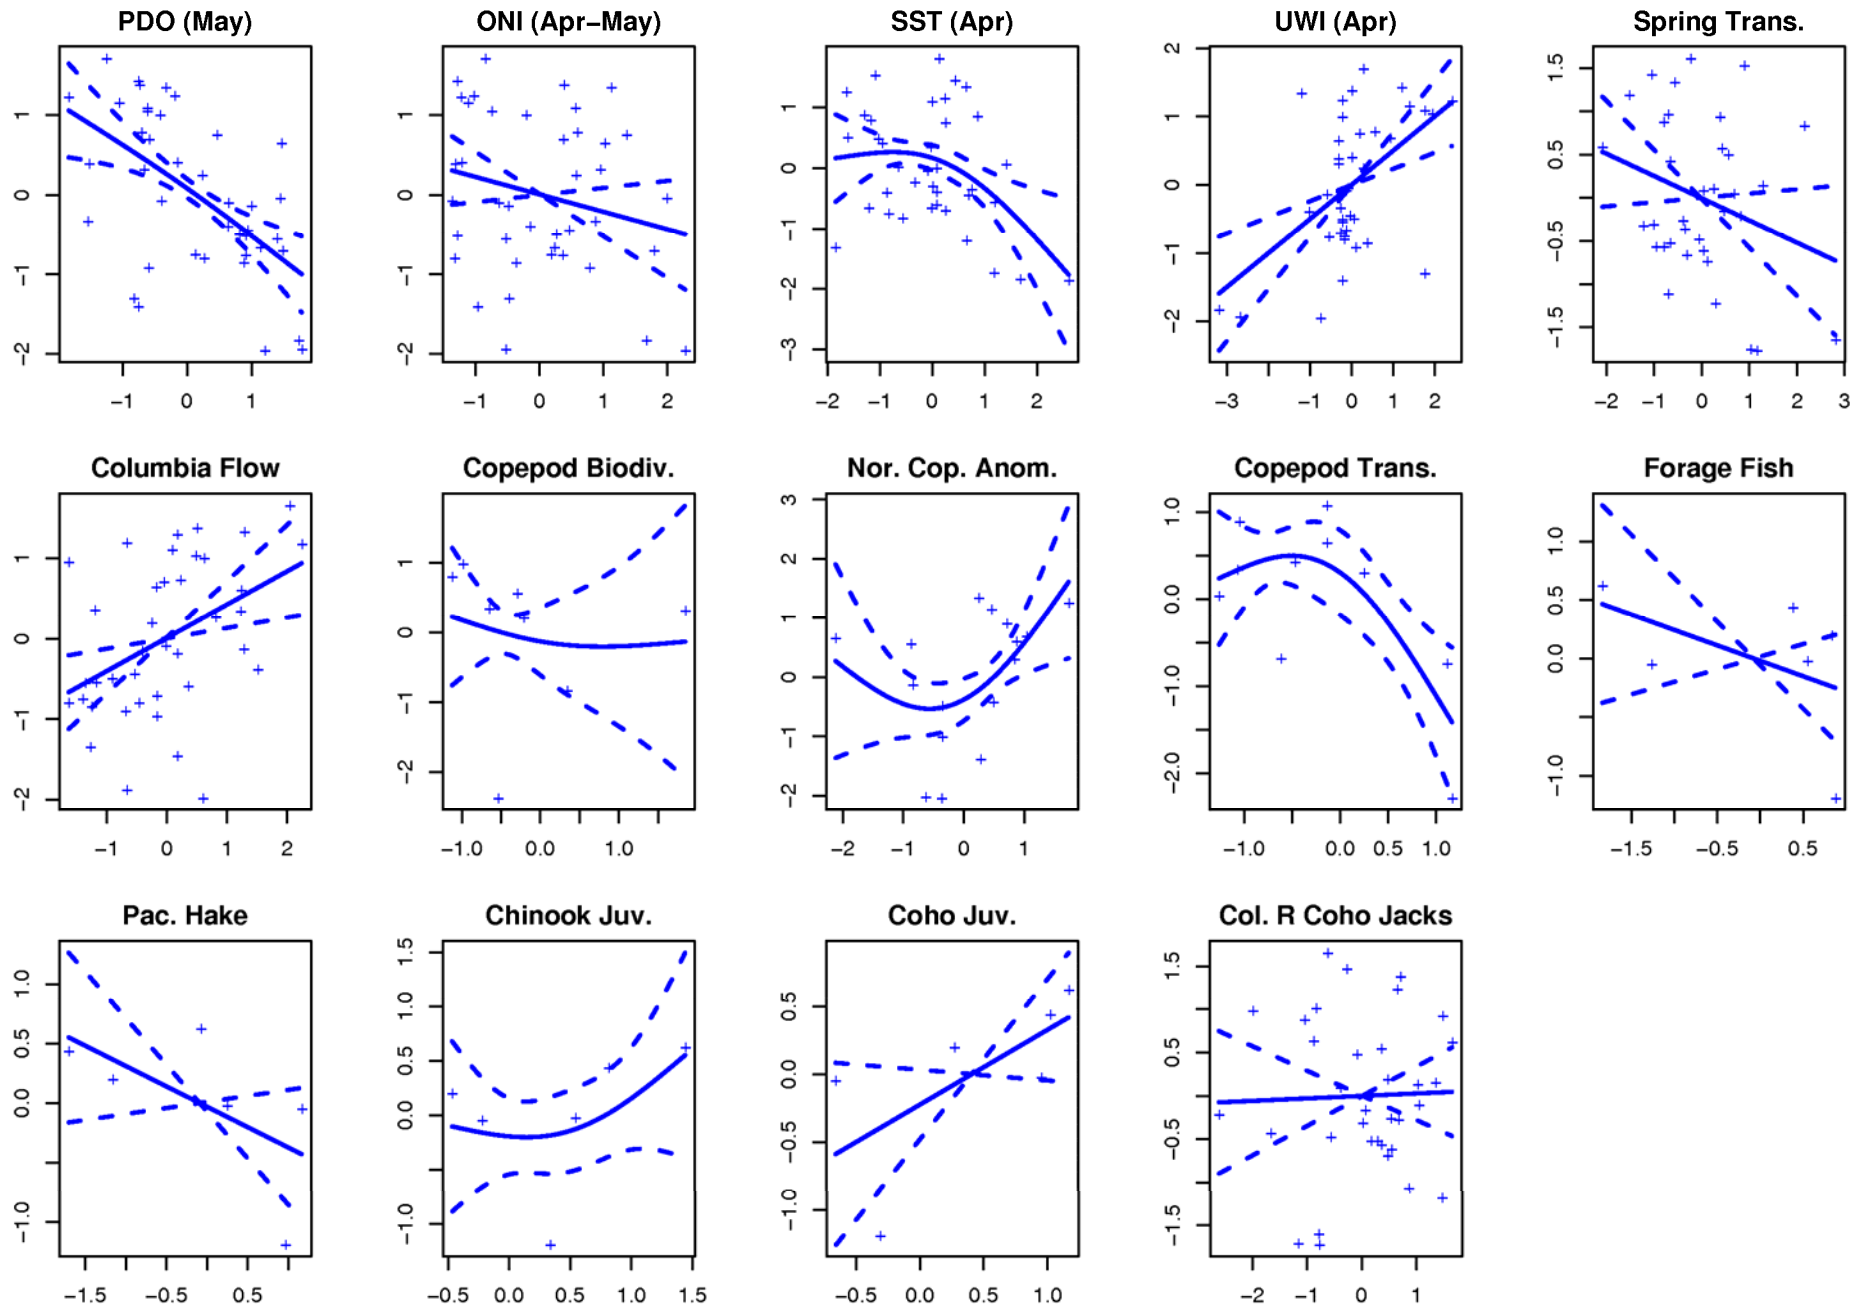 PDO (May) ONI (Apr−May) SST (Apr) UWI (Apr) Spring Trans.
1 0 −1 −2
−1 0 1
1 0 −1 −2
−1 0 1 2
1 0 −1 −2 −3
−2 −1 0 1 2
2 1 0 −1 −2
−3 −1 0 1 2
1.5 0.5 −0.5 −1.5
−2 −1 0 1 2 3
Columbia Flow Copepod Biodiv. Nor. Cop. Anom. Copepod Trans. Forage Fish
1 0 −1 −2
−1 0 1 2
1 0 −1 −2
−1.0 0.0 1.0
3 2 1 0 −1 −2
−2 −1 0 1
1.0 0.0 −1.0 −2.0
−1.0 0.0 0.5 1.0
1.0 0.5 0.0 −1.0
−1.5 −0.5 0.5
Pac. Hake Chinook Juv. Coho Juv. Col. R Coho Jacks
1.0 0.5 0.0 −1.0
−1.5 −0.5 0.5
1.5 1.0 0.5 0.0 −1.0
−0.5 0.0 0.5 1.0 1.5
0.5 0.0 −0.5 −1.0
−0.5 0.0 0.5 1.0
1.5 0.5 −0.5 −1.5
−2 −1 0 1